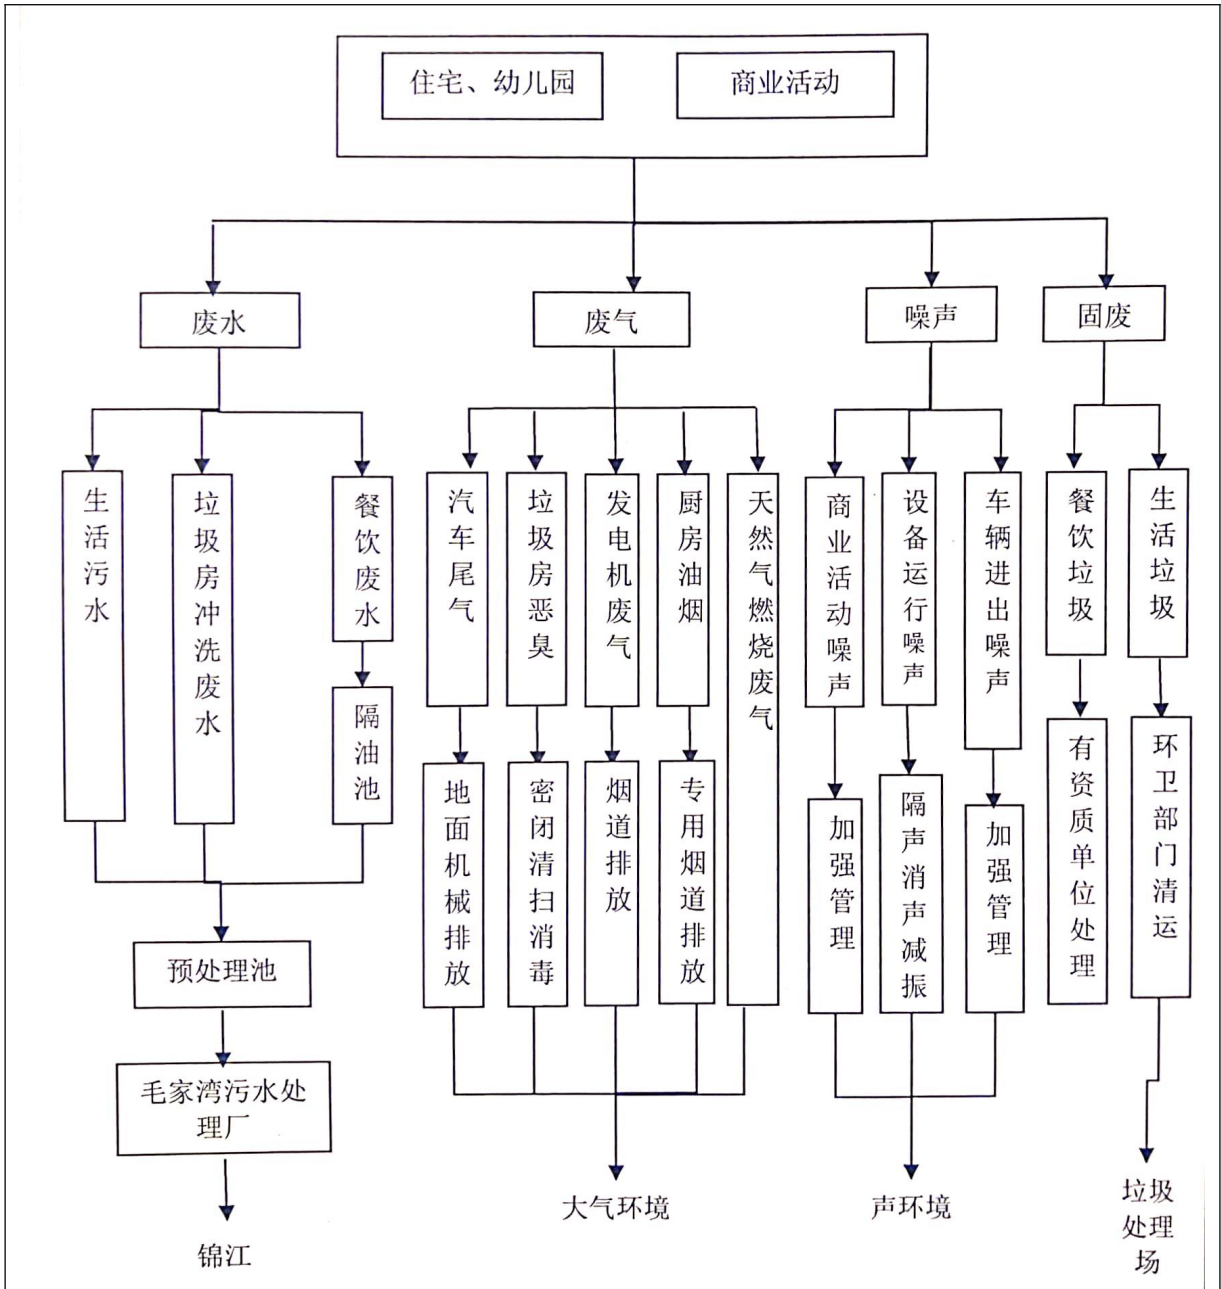 住宅、幼儿园
商业活动
废水
废气
噪声
固废
生活污水
垃圾房冲洗废水
餐饮废水
汽车尾气
垃圾房恶臭
发电机废气
厨房油烟
天然气燃烧废气
商业活动噪声
设备运行噪声
车辆进出噪声
餐饮垃圾
生活垃圾
隔油池
地面机械排放
密闭清扫消毒
烟道排放
专用烟道排放
加强管理
隔声消声减振
加强管理
有资质单位处理
环卫部门清运
预处理池
毛家湾污水处
理厂
锦江
大气环境
声环境
垃圾
处理
场